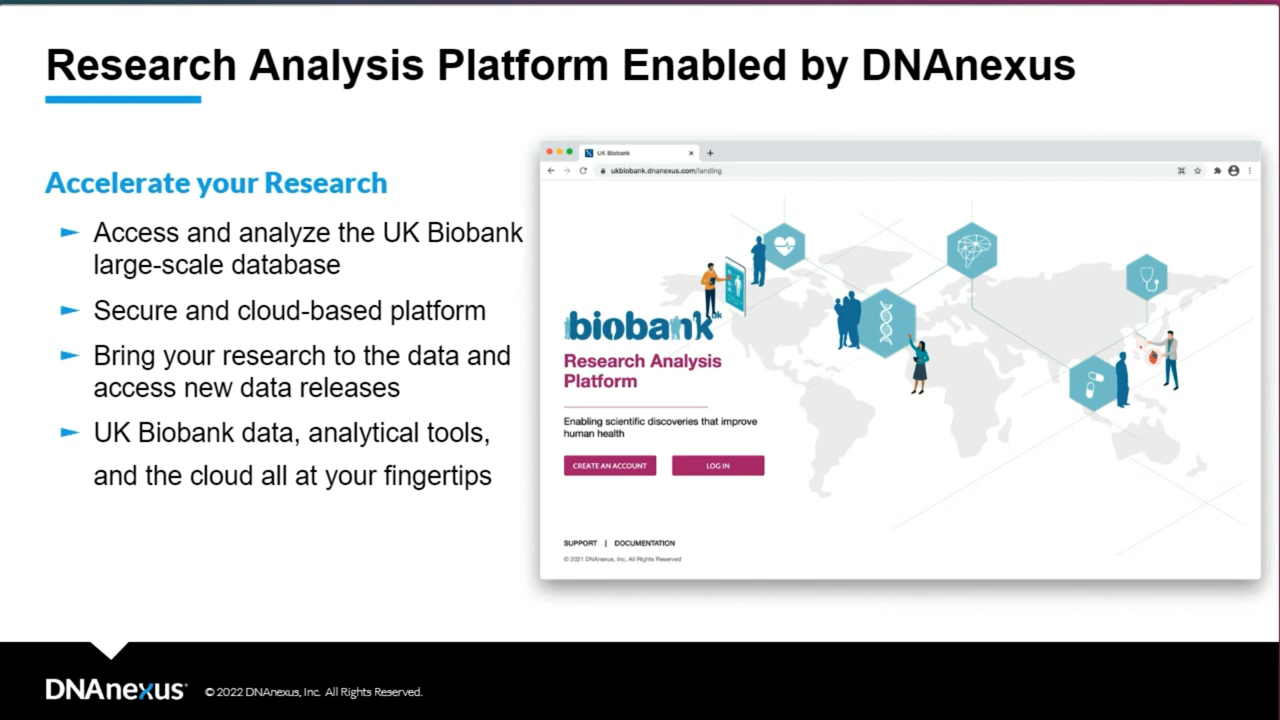 Research Analysis Platform Enabled by DNAnexus
Accelerate your Research
► Access and analyze the UK Biobank
large-scale database
► Secure and cloud-based platform
► Bring your research to the data and
access new data releases
► UK Biobank data, analytical tools,
and the cloud all at your fingertips
UK Biobank
ukbiobank.dnanexus.com/landing
biobank uk
Research Analysis
Platform
Enabling scientific discoveries that improve
human health
CREATE AN ACCOUNT
LOG IN
SUPPORT | DOCUMENTATION
© 2021 DNAnexus, Inc. All Rights Reserved
DNAnexus
© 2022 DNAnexus, Inc. All Rights Reserved.